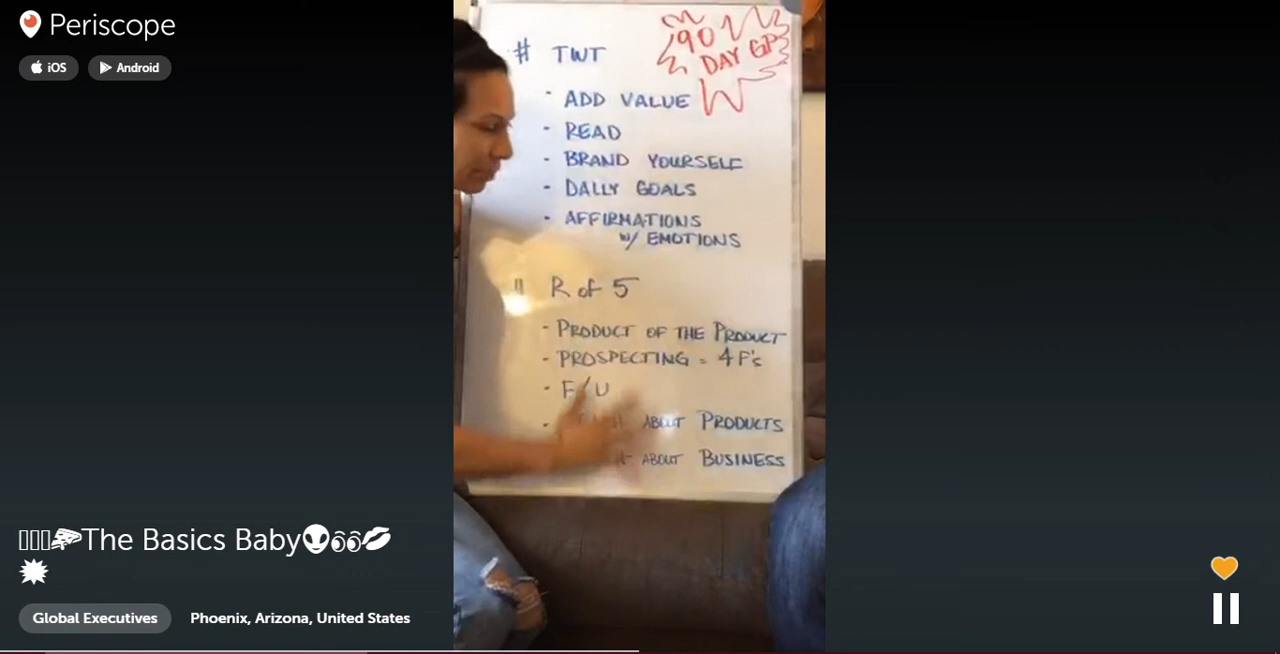 Periscope
iOS
Android
# TWT
90
DAY GP
- ADD VALUE
- READ
- BRAND YOURSELF
- DAILY GOALS
- AFFIRMATIONS
w/ EMOTIONS
R of 5
- PRODUCT OF THE PRODUCT
- PROSPECTING = 4 F's
- F/U
- ABOUT PRODUCTS
ABOUT BUSINESS
The Basics Baby
Global Executives
Phoenix, Arizona, United States